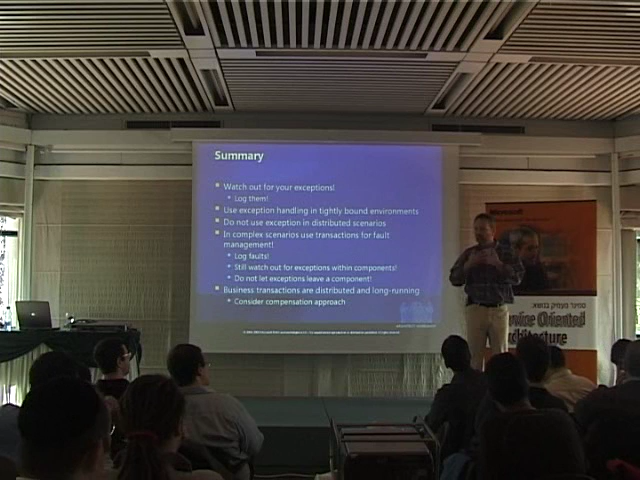 Summary
Watch out for your exceptions!
Log them!
Use exception handling in tightly bound environments
Do not use exception in distributed scenarios
In complex scenarios use transactions for fault
management!
Log faults!
Still watch out for exceptions within components!
Do not let exceptions leave a component!
Business transactions are distributed and long-running
Consider compensation approach
Microsoft
Oriented